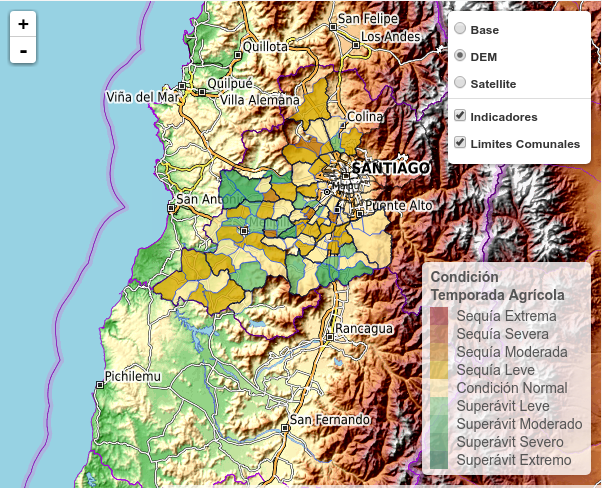 +
-
San Felipe
Los Andes
Quillota
Quilpué
Viña del Mar
Villa Alemana
Colina
SANTIAGO
San Antonio
Puente Alto
Rancagua
Pichilemu
San Fernando
Base
DEM
Satellite
Indicadores
Limites Comunales
Condición
Temporada Agrícola
Sequía Extrema
Sequía Severa
Sequía Moderada
Sequía Leve
Condición Normal
Superávit Leve
Superávit Moderado
Superávit Severo
Superávit Extremo